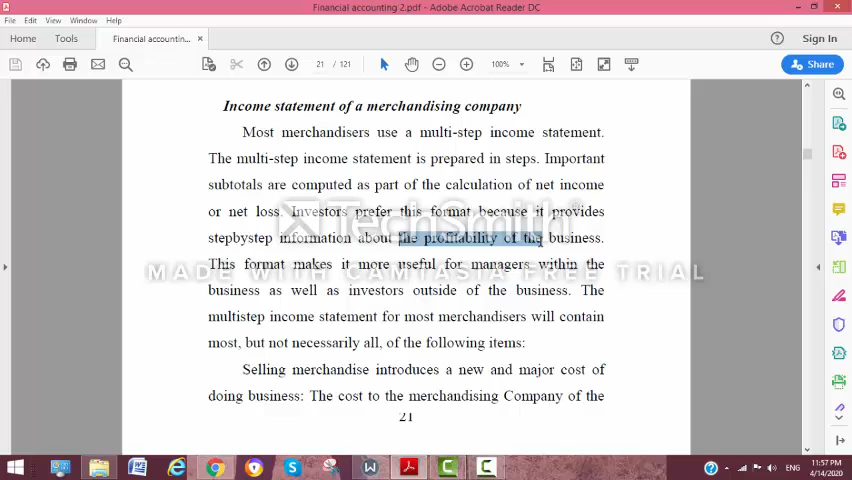 Financial accounting 2.pdf - Adobe Acrobat Reader DC
File Edit View Window Help
Home Tools Financial accountin... × Sign In
21 / 121 100% Share
Income statement of a merchandising company
Most merchandisers use a multi-step income statement.
The multi-step income statement is prepared in steps. Important
subtotals are computed as part of the calculation of net income
or net loss. Investors prefer this format because it provides
stepbystep information about the profitability of the business.
This format makes it more useful for managers within the
business as well as investors outside of the business. The
multistep income statement for most merchandisers will contain
most, but not necessarily all, of the following items:
Selling merchandise introduces a new and major cost of
doing business: The cost to the merchandising Company of the
21
TechSmith
MADE WITH CAMTASIA FREE TRIAL
ENG 11:57 PM
4/14/2020